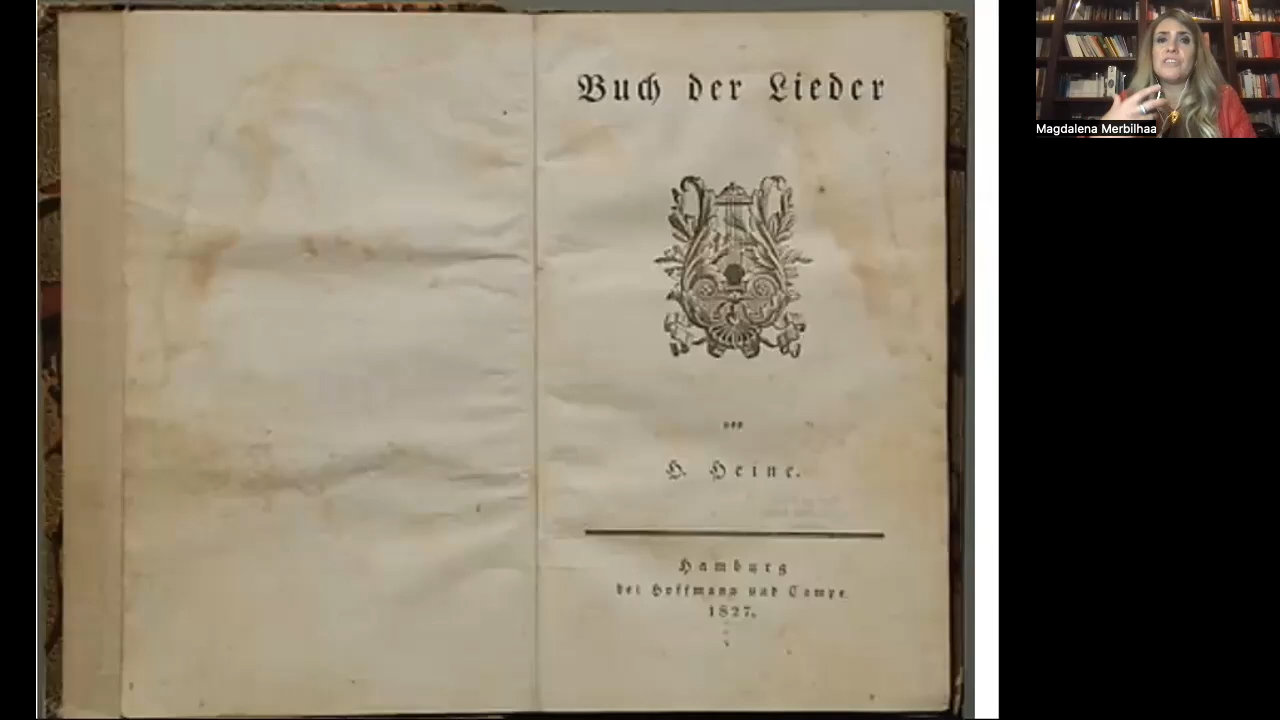 Buch der Lieder
von
H. Heine.
Hamburg
bei Hoffmann und Campe
1827.
Magdalena Merbilhaa